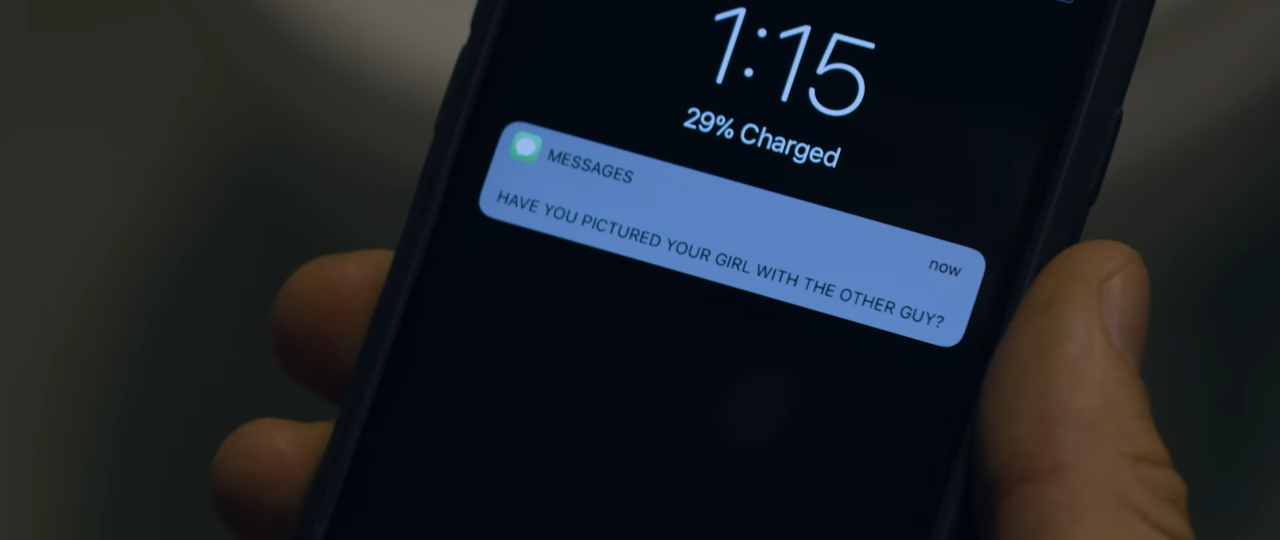 1:15
29% Charged
MESSAGES
now
HAVE YOU PICTURED YOUR GIRL WITH THE OTHER GUY?